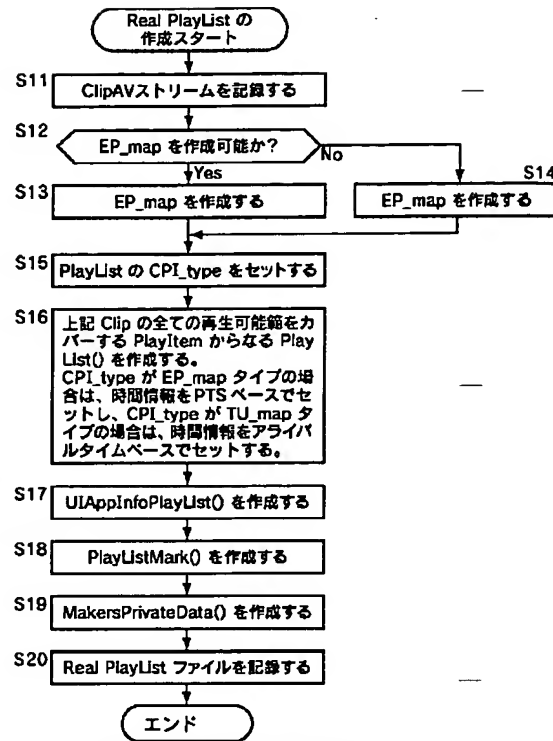 Real PlayList の
作成スタート
S11
ClipAVストリームを記録する
S12
EP_map を作成可能か?
No
Yes
S13
EP_map を作成する
S14
EP_map を作成する
S15
PlayList の CPI_type をセットする
S16
上記 Clip の全ての再生可能範をカ
バーする PlayItem からなる Play
List() を作成する。
CPI_type が EP_map タイプの場
合は、時間情報をPTS ベースでセ
ットし、CPI_type が TU_map タ
イプの場合は、時間情報をアライバ
ルタイムベースでセットする。
S17
UIAppInfoPlayList() を作成する
S18
PlayListMark() を作成する
S19
MakersPrivateData() を作成する
S20
Real PlayList ファイルを記録する
エンド